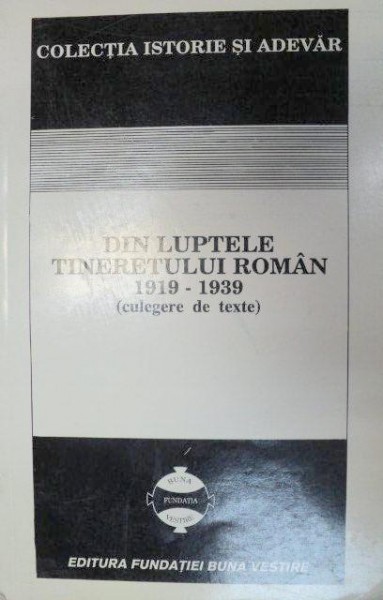 COLECȚIA ISTORIE ȘI ADEVĂR
DIN LUPTELE
TINERETULUI ROMÂN
1919 - 1939
(culegere de texte)
BUNA
FUNDAȚIA
VESTIRE
EDITURA FUNDAȚIEI BUNA VESTIRE